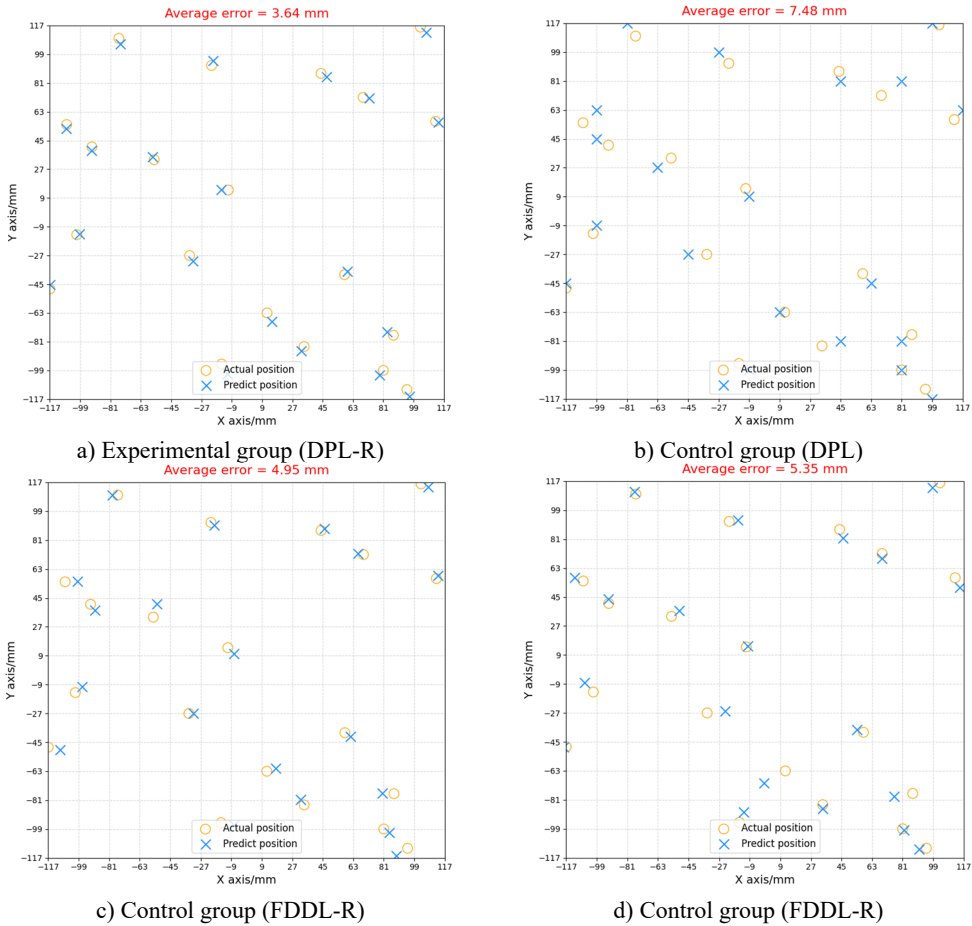 Average error = 3.64 mm
117
99
81
63
45
27
9
−9
−27
−45
−63
−81
−99
−117
Y axis/mm
Actual position
Predict position
−117 −99 −81 −63 −45 −27 −9 9 27 45 63 81 99 117
X axis/mm
a) Experimental group (DPL-R)
Average error = 7.48 mm
117
99
81
63
45
27
9
−9
−27
−45
−63
−81
−99
−117
Y axis/mm
Actual position
Predict position
−117 −99 −81 −63 −45 −27 −9 9 27 45 63 81 99 117
X axis/mm
b) Control group (DPL)
Average error = 4.95 mm
117
99
81
63
45
27
9
−9
−27
−45
−63
−81
−99
−117
Y axis/mm
Actual position
Predict position
−117 −99 −81 −63 −45 −27 −9 9 27 45 63 81 99 117
X axis/mm
c) Control group (FDDL-R)
Average error = 5.35 mm
117
99
81
63
45
27
9
−9
−27
−45
−63
−81
−99
−117
Y axis/mm
Actual position
Predict position
−117 −99 −81 −63 −45 −27 −9 9 27 45 63 81 99 117
X axis/mm
d) Control group (FDDL-R)